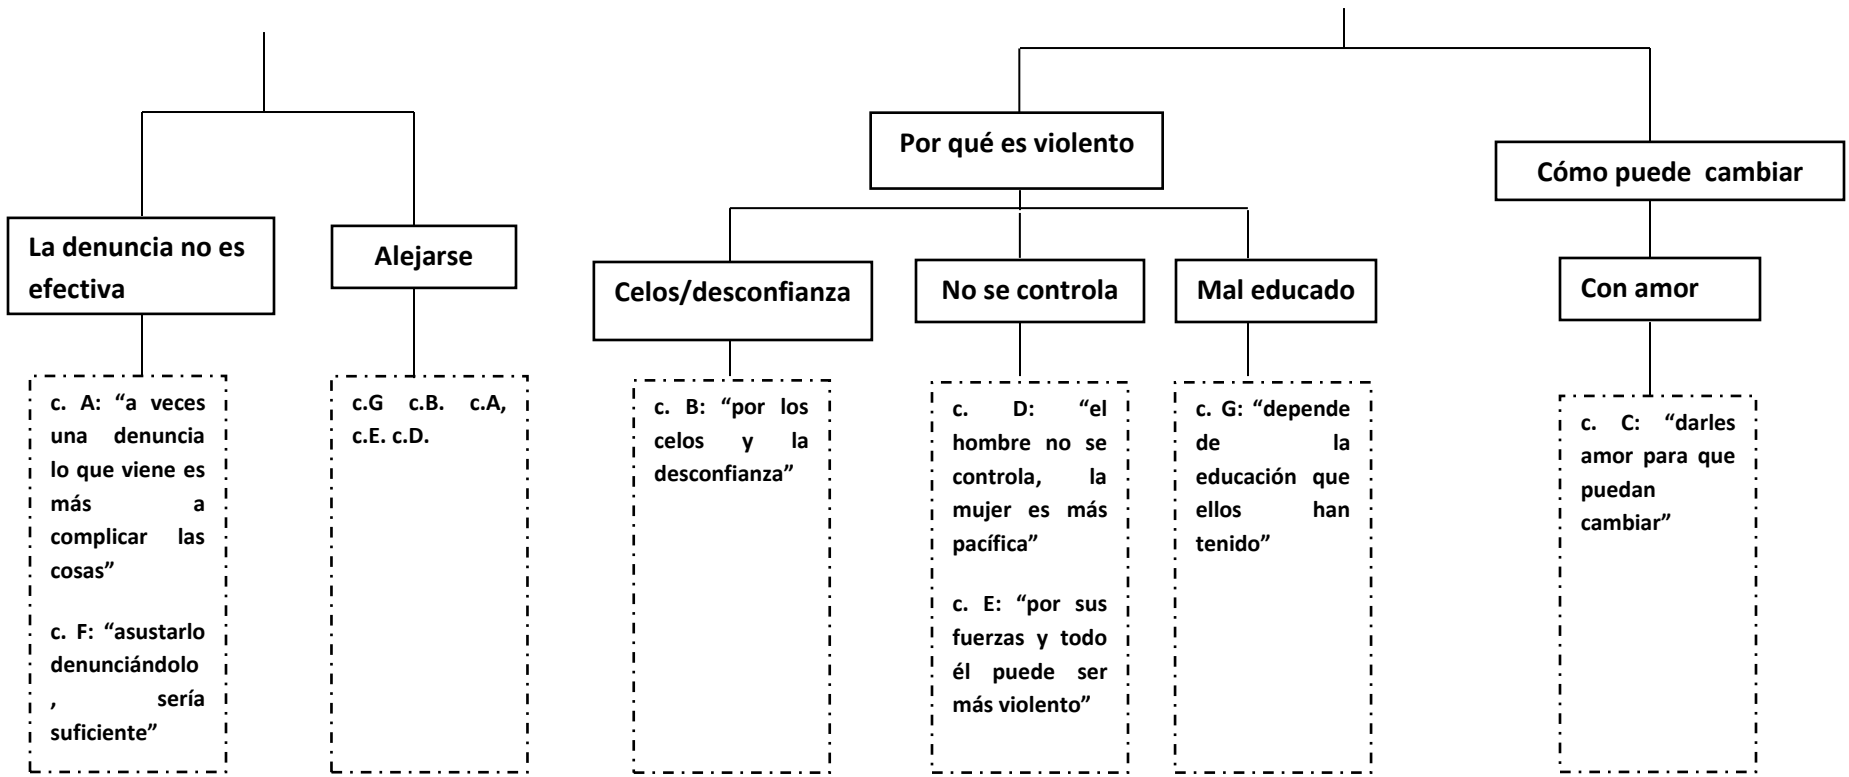 Por qué es violento
Cómo puede cambiar
La denuncia no es
efectiva
Alejarse
Celos/desconfianza
No se controla
Mal educado
Con amor
c. A: “a veces
una denuncia
lo que viene es
más a
complicar las
cosas”
c. F: “asustarlo
denunciándolo
, sería
suficiente”
c.G c.B. c.A,
c.E. c.D.
c. B: “por los
celos y la
desconfianza”
c. D: “el
hombre no se
controla, la
mujer es más
pacífica”
c. E: “por sus
fuerzas y todo
él puede ser
más violento”
c. G: “depende
de la
educación que
ellos han
tenido”
c. C: “darles
amor para que
puedan
cambiar”